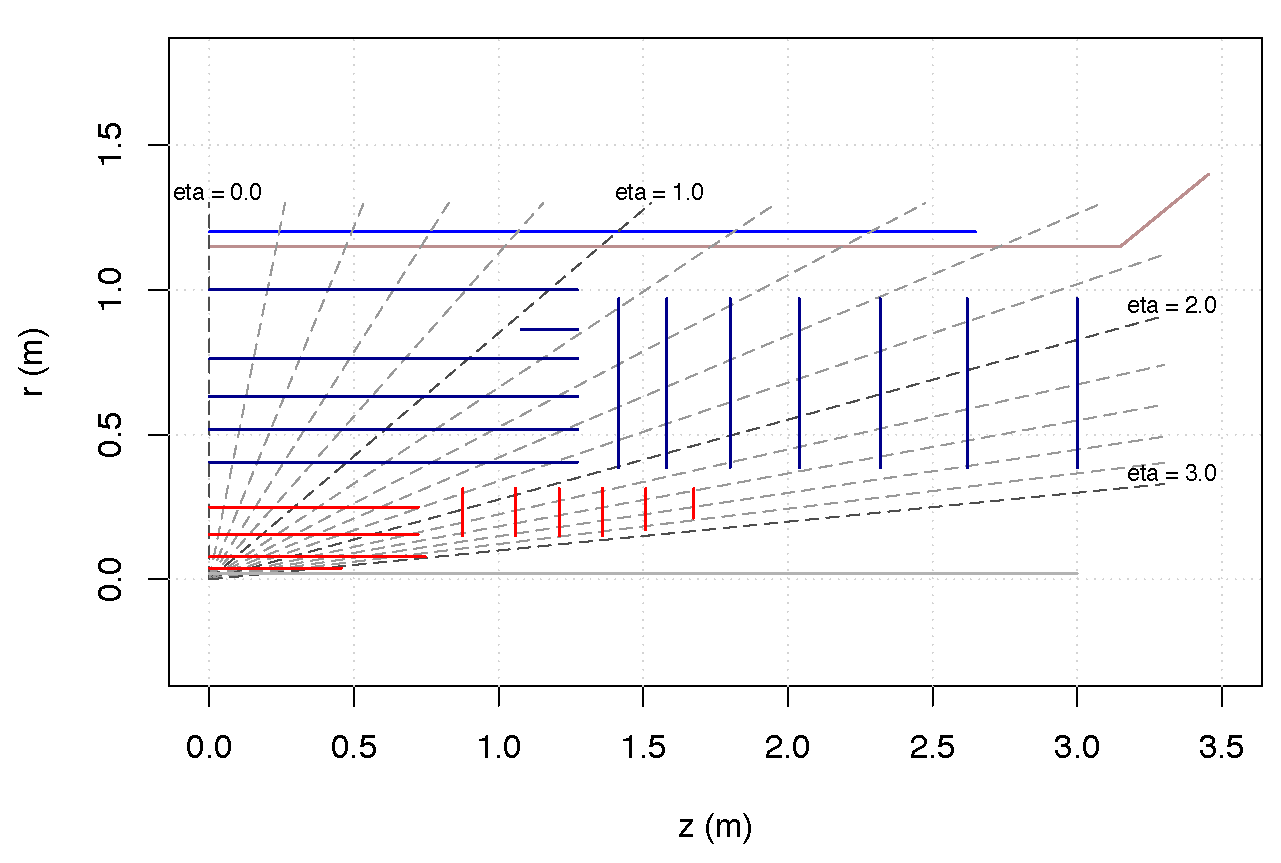 1.5
eta = 0.0
eta = 1.0
1.0
eta = 2.0
r (m)
0.5
eta = 3.0
0.0
0.0 0.5 1.0 1.5 2.0 2.5 3.0 3.5
z (m)